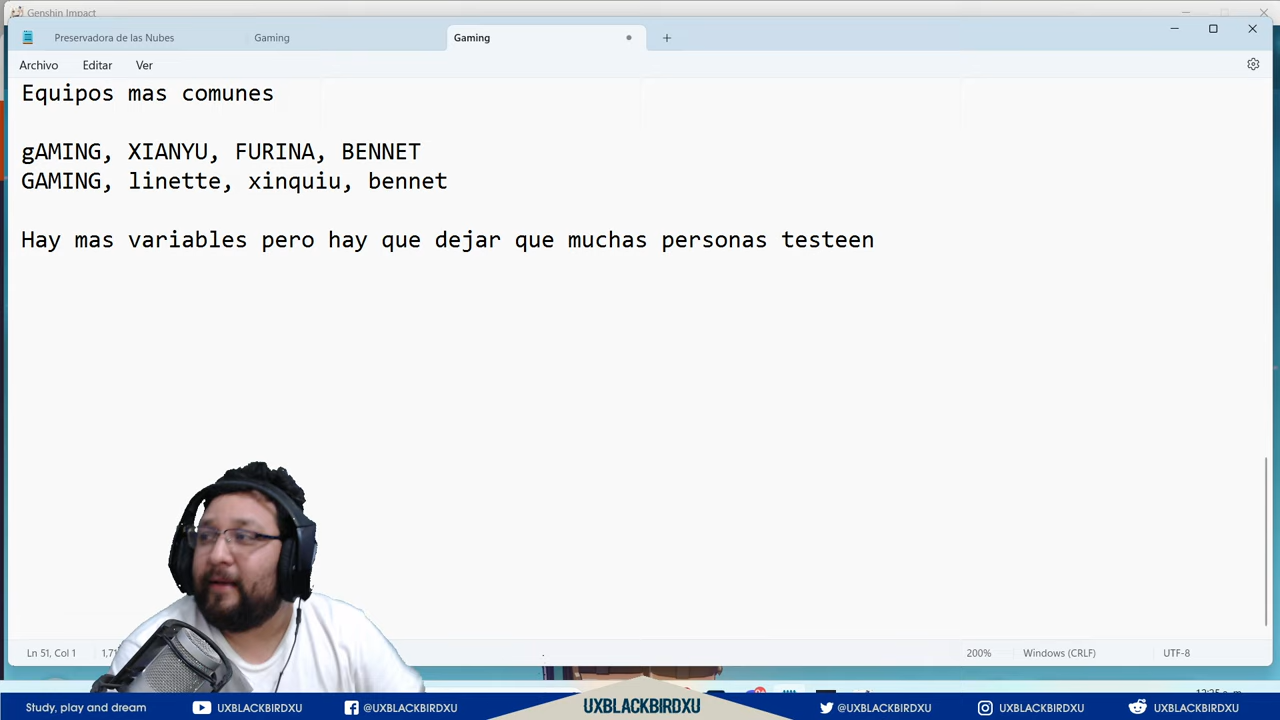 Genshin Impact
Preservadora de las Nubes
Gaming
Gaming
Archivo
Editar
Ver
Equipos mas comunes
gAMING, XIANYU, FURINA, BENNET
GAMING, linette, xinquiu, bennet
Hay mas variables pero hay que dejar que muchas personas testeen
Ln 51, Col 1
200%
Windows (CRLF)
UTF-8
Study, play and dream
UXBLACKBIRDXU
@UXBLACKBIRDXU
UXBLACKBIRDXU
@UXBLACKBIRDXU
UXBLACKBIRDXU
UXBLACKBIRDXU